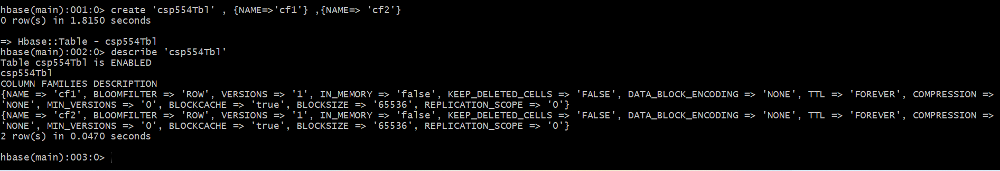 hbase(main):001:0> create 'csp554Tbl' , {NAME=>'cf1'} ,{NAME=> 'cf2'}
0 row(s) in 1.8150 seconds
=> Hbase::Table - csp554Tbl
hbase(main):002:0> describe 'csp554Tbl'
Table csp554Tbl is ENABLED
csp554Tbl
COLUMN FAMILIES DESCRIPTION
{NAME => 'cf1', BLOOMFILTER => 'ROW', VERSIONS => '1', IN_MEMORY => 'false', KEEP_DELETED_CELLS => 'FALSE', DATA_BLOCK_ENCODING => 'NONE', TTL => 'FOREVER', COMPRESSION =>
'NONE', MIN_VERSIONS => '0', BLOCKCACHE => 'true', BLOCKSIZE => '65536', REPLICATION_SCOPE => '0'}
{NAME => 'cf2', BLOOMFILTER => 'ROW', VERSIONS => '1', IN_MEMORY => 'false', KEEP_DELETED_CELLS => 'FALSE', DATA_BLOCK_ENCODING => 'NONE', TTL => 'FOREVER', COMPRESSION =>
'NONE', MIN_VERSIONS => '0', BLOCKCACHE => 'true', BLOCKSIZE => '65536', REPLICATION_SCOPE => '0'}
2 row(s) in 0.0470 seconds
hbase(main):003:0>